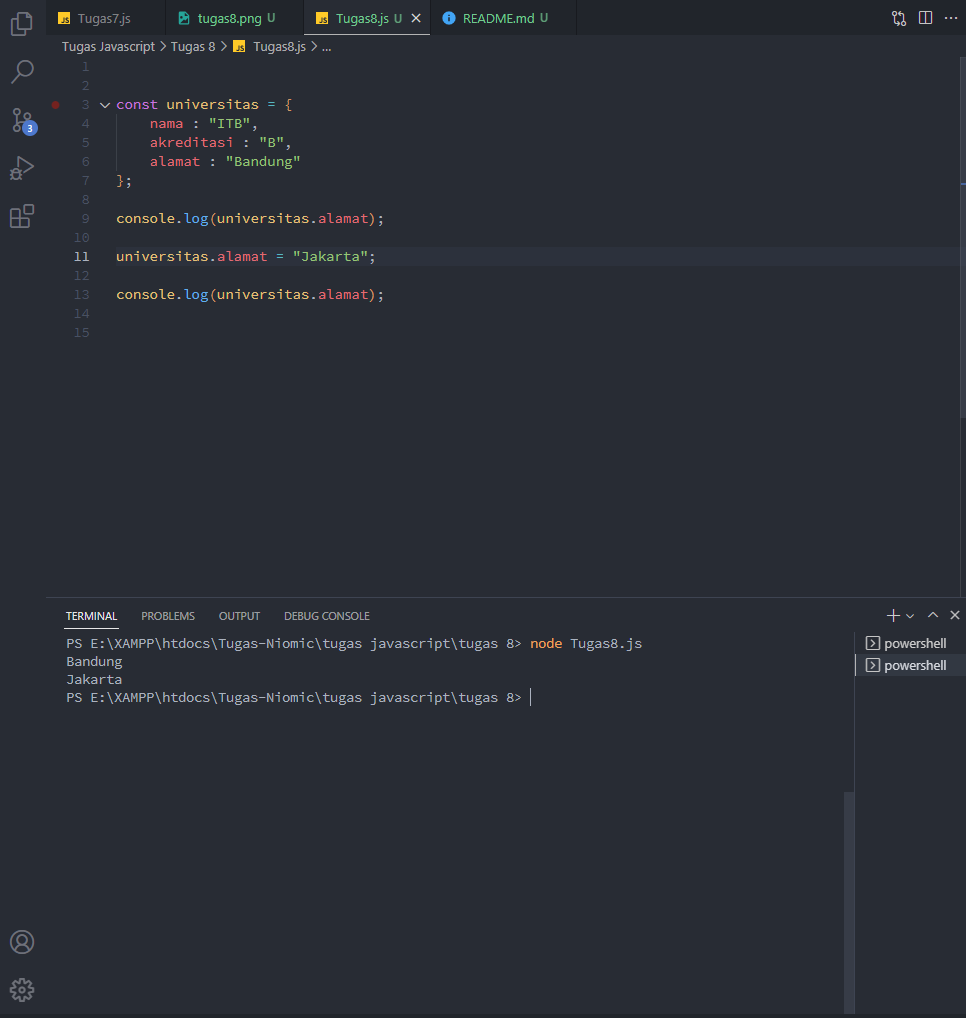 JS Tugas7.js tugas8.png U JS Tugas8.js U README.md U
Tugas Javascript > Tugas 8 > JS Tugas8.js > ...
1
2
3 const universitas = {
4 nama : "ITB",
5 akreditasi : "B",
6 alamat : "Bandung"
7 };
8
9 console.log(universitas.alamat);
10
11 universitas.alamat = "Jakarta";
12
13 console.log(universitas.alamat);
14
15
3
TERMINAL PROBLEMS OUTPUT DEBUG CONSOLE
PS E:\XAMPP\htdocs\Tugas-Niomic\tugas javascript\tugas 8> node Tugas8.js
Bandung
Jakarta
PS E:\XAMPP\htdocs\Tugas-Niomic\tugas javascript\tugas 8>
powershell
powershell